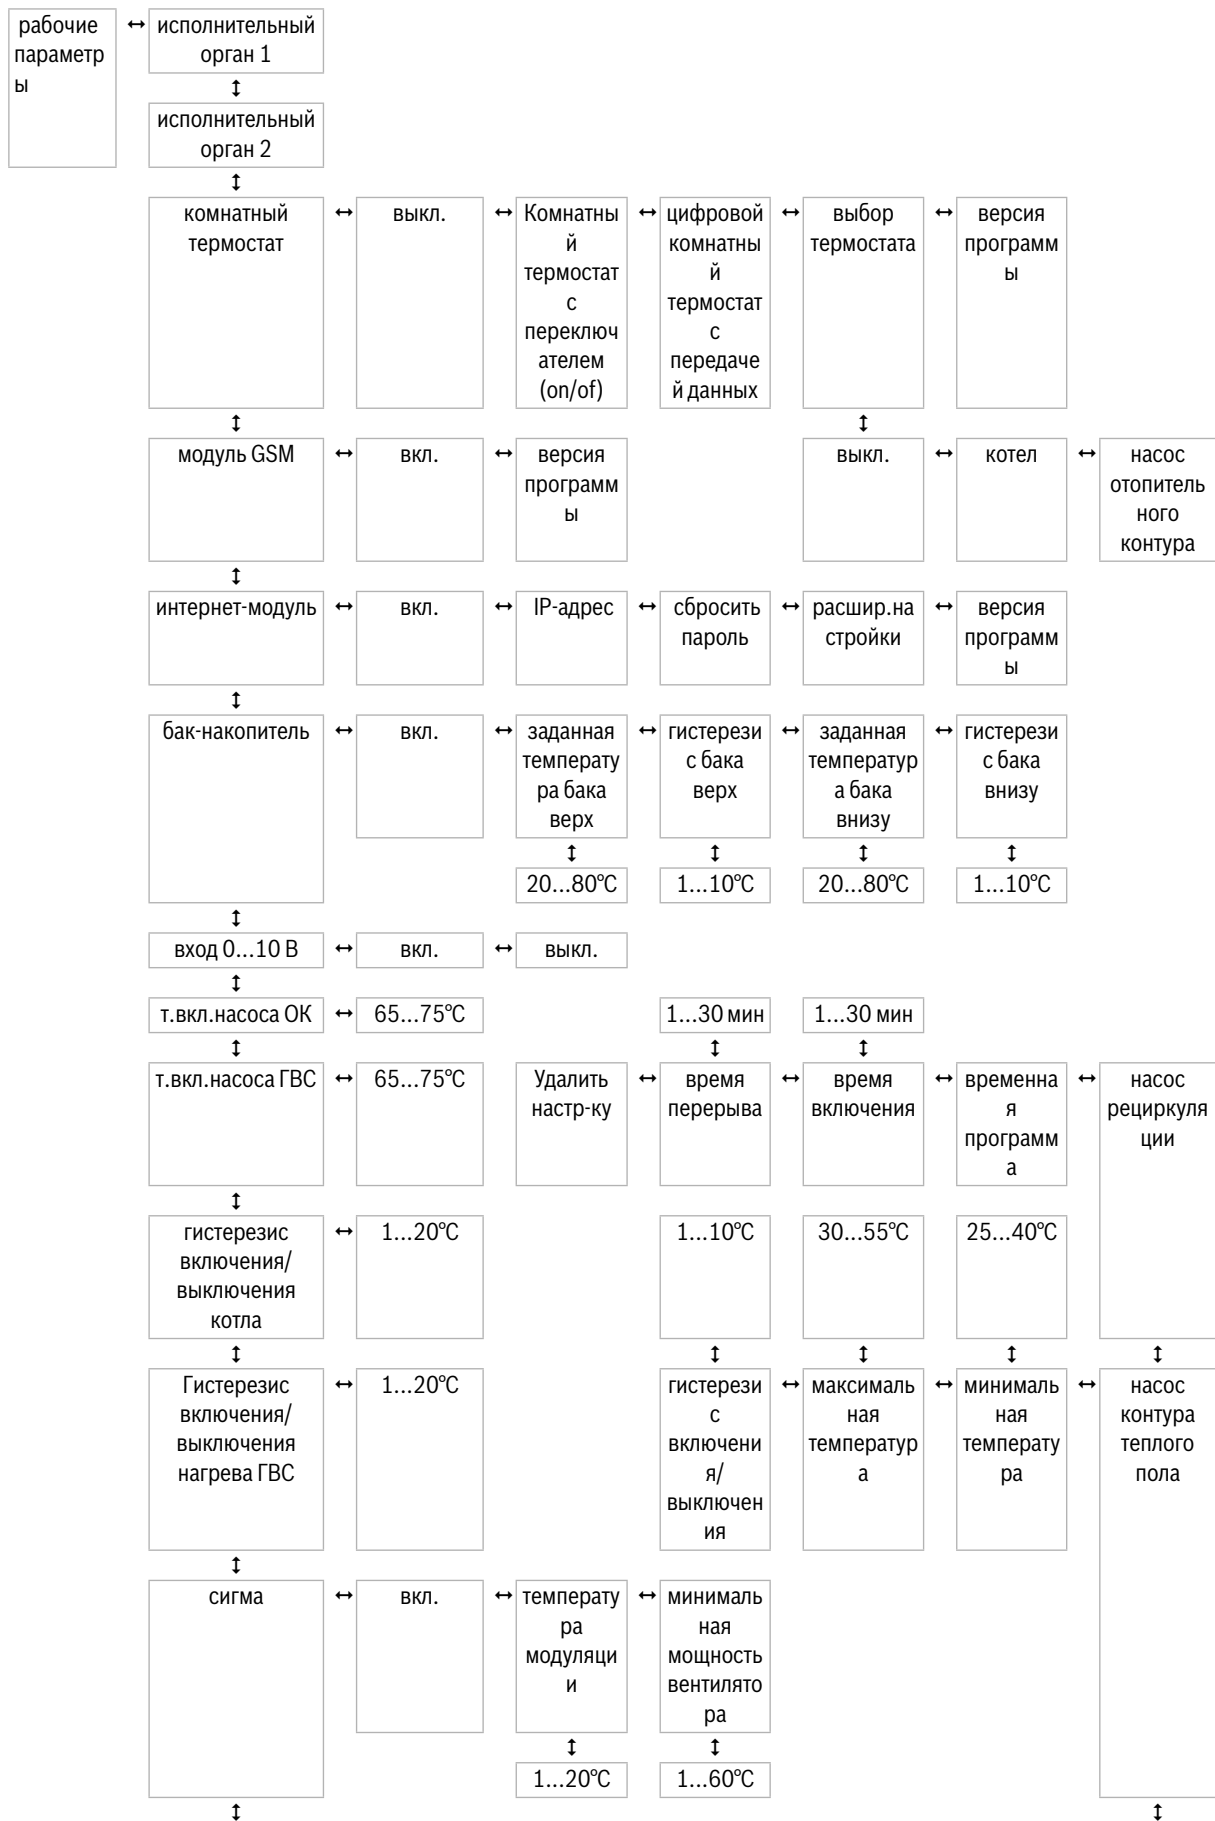 рабочие
параметр
ы
↔
исполнительный
орган 1
↕
исполнительный
орган 2
↕
комнатный
термостат
↔
выкл.
↔
Комнатны
й
термостат
с
переключ
ателем
(on/of)
↔
цифровой
комнатны
й
термостат
с
передаче
й данных
↔
выбор
термостата
↔
версия
программ
ы
↕
↕
модуль GSM
↔
вкл.
↔
версия
программ
ы
выкл.
↔
котел
↔
насос
отопитель
ного
контура
↕
интернет-модуль
↔
вкл.
↔
IP-адрес
↔
сбросить
пароль
↔
расшир.на
стройки
↔
версия
программ
ы
↕
бак-накопитель
↔
вкл.
↔
заданная
температу
ра бака
верх
↔
гистерези
с бака
верх
↔
заданная
температур
а бака
внизу
↔
гистерези
с бака
внизу
↕
↕
↕
↕
20...80°C
1...10°C
20...80°C
1...10°C
↕
вход 0...10 В
↔
вкл.
↔
выкл.
↕
т.вкл.насоса ОК
↔
65...75°C
1...30 мин
1...30 мин
↕
↕
↕
т.вкл.насоса ГВС
↔
65...75°C
Удалить
настр-ку
↔
время
перерыва
↔
время
включения
↔
временна
я
программ
а
↔
насос
рециркуля
ции
↕
гистерезис
включения/
выключения
котла
↔
1...20°C
1...10°C
30...55°C
25...40°C
↕
↕
↕
↕
↕
Гистерезис
включения/
выключения
нагрева ГВС
↔
1...20°C
гистерези
с
включени
я/
выключен
ия
↔
максималь
ная
температур
а
↔
минималь
ная
температу
ра
↔
насос
контура
теплого
пола
↕
сигма
↔
вкл.
↔
температу
ра
модуляци
и
↔
минималь
ная
мощность
вентилято
ра
↕
↕
1...20°C
1...60°C
↕
↕